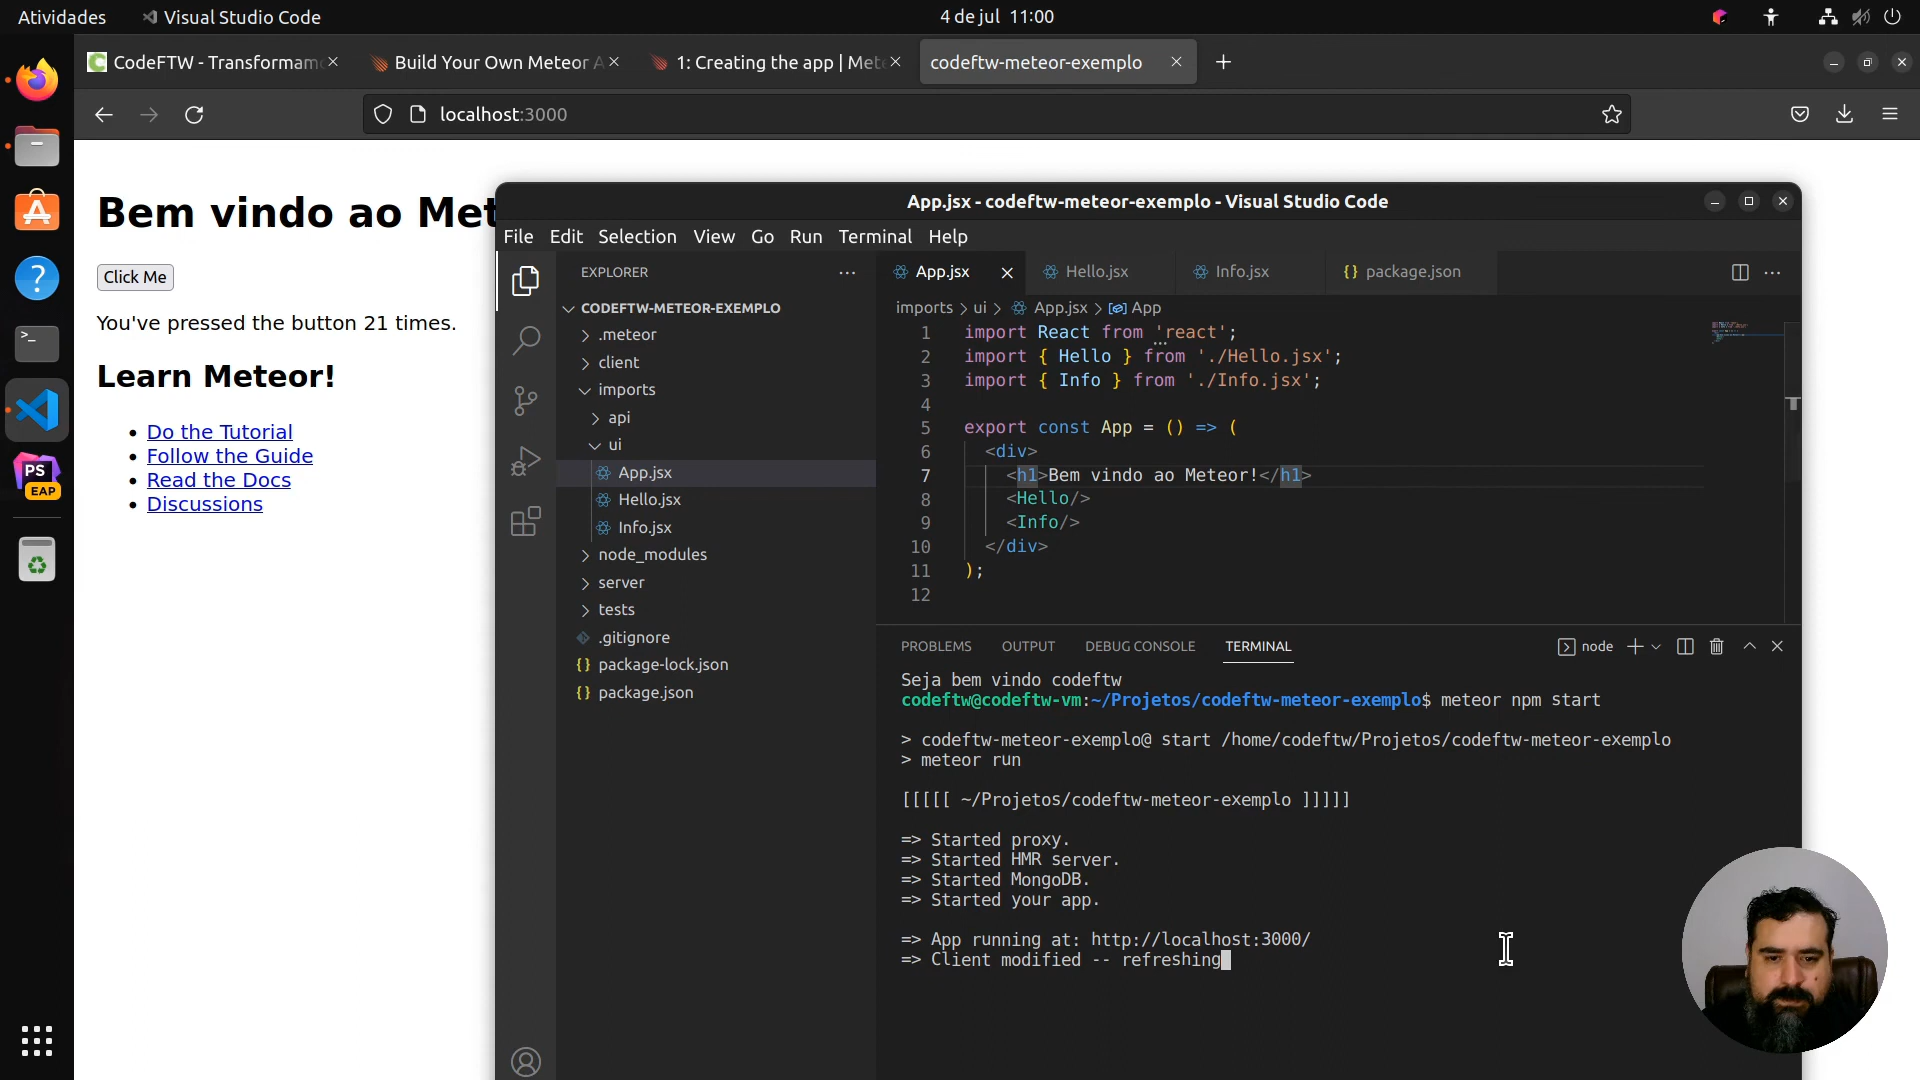 Atividades
Visual Studio Code
4 de jul 11:00
CodeFTW - Transformam
Build Your Own Meteor A
1: Creating the app | Met
codeftw-meteor-exemplo
localhost:3000
Bem vindo ao Met
Click Me
You've pressed the button 21 times.
Learn Meteor!
Do the Tutorial
Follow the Guide
Read the Docs
Discussions
PS
EAP
App.jsx - codeftw-meteor-exemplo - Visual Studio Code
File Edit Selection View Go Run Terminal Help
EXPLORER
CODEFTW-METEOR-EXEMPLO
.meteor
client
imports
api
ui
App.jsx
Hello.jsx
Info.jsx
node_modules
server
tests
.gitignore
package-lock.json
package.json
App.jsx
Hello.jsx
Info.jsx
package.json
imports > ui > App.jsx > App
1 import React from 'react';
2 import { Hello } from './Hello.jsx';
3 import { Info } from './Info.jsx';
4
5 export const App = () => (
6 <div>
7 <h1>Bem vindo ao Meteor!</h1>
8 <Hello/>
9 <Info/>
10 </div>
11 );
12
PROBLEMS OUTPUT DEBUG CONSOLE TERMINAL
node
Seja bem vindo codeftw
codeftw@codeftw-vm:~/Projetos/codeftw-meteor-exemplo$ meteor npm start
> codeftw-meteor-exemplo@ start /home/codeftw/Projetos/codeftw-meteor-exemplo
> meteor run
[[[[[ ~/Projetos/codeftw-meteor-exemplo ]]]]]
=> Started proxy.
=> Started HMR server.
=> Started MongoDB.
=> Started your app.
=> App running at: http://localhost:3000/
=> Client modified -- refreshing